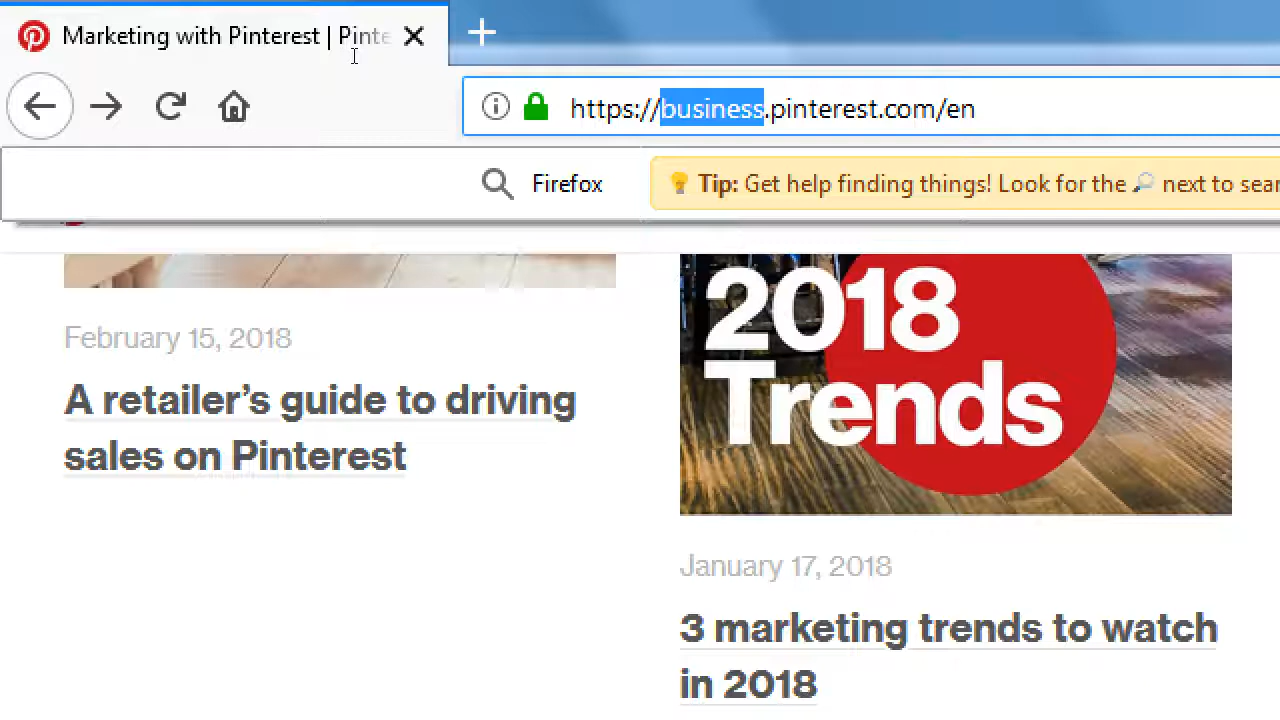 Marketing with Pinterest | Pinte
https://business.pinterest.com/en
Firefox
Tip: Get help finding things! Look for the 🔎 next to sear
2018
Trends
February 15, 2018
A retailer’s guide to driving
sales on Pinterest
January 17, 2018
3 marketing trends to watch
in 2018